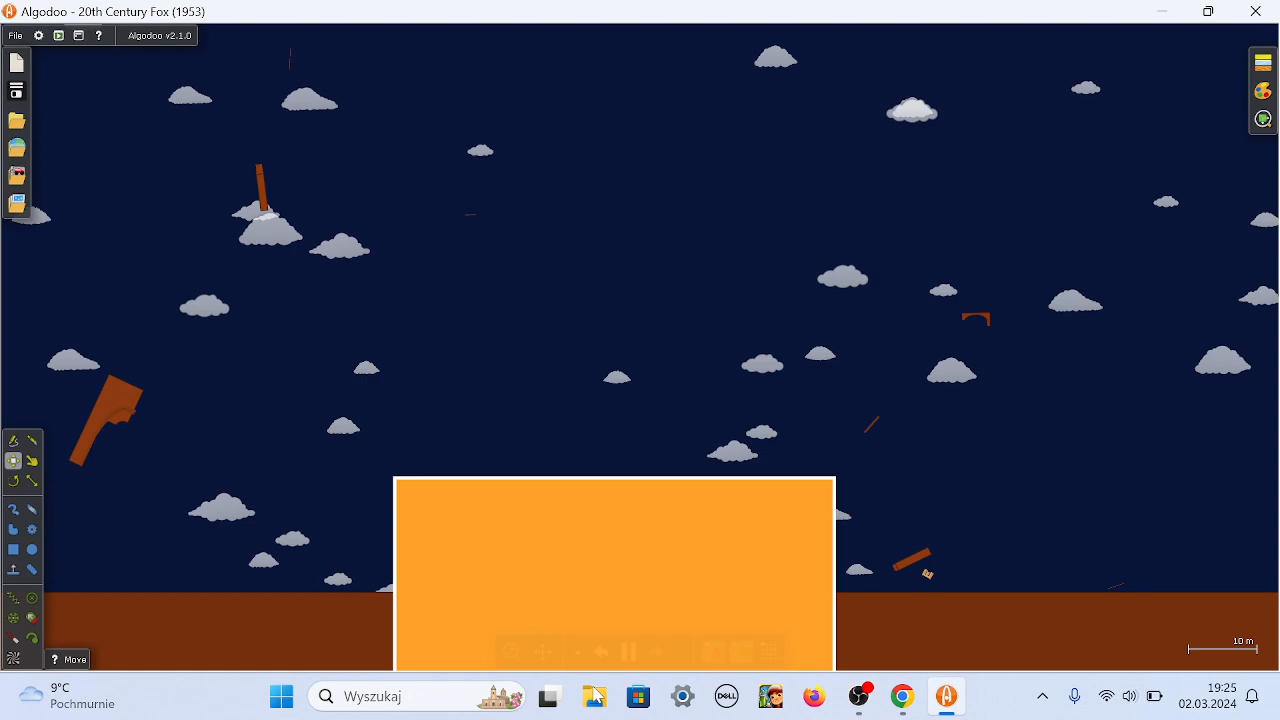 Algodoo - 20th Century Fox (1953)
File ? Algodoo v2.1.0
10 m
? Move
9°C
Pochmurnie
Wyszukaj
DELL
19:25
02.03.2024